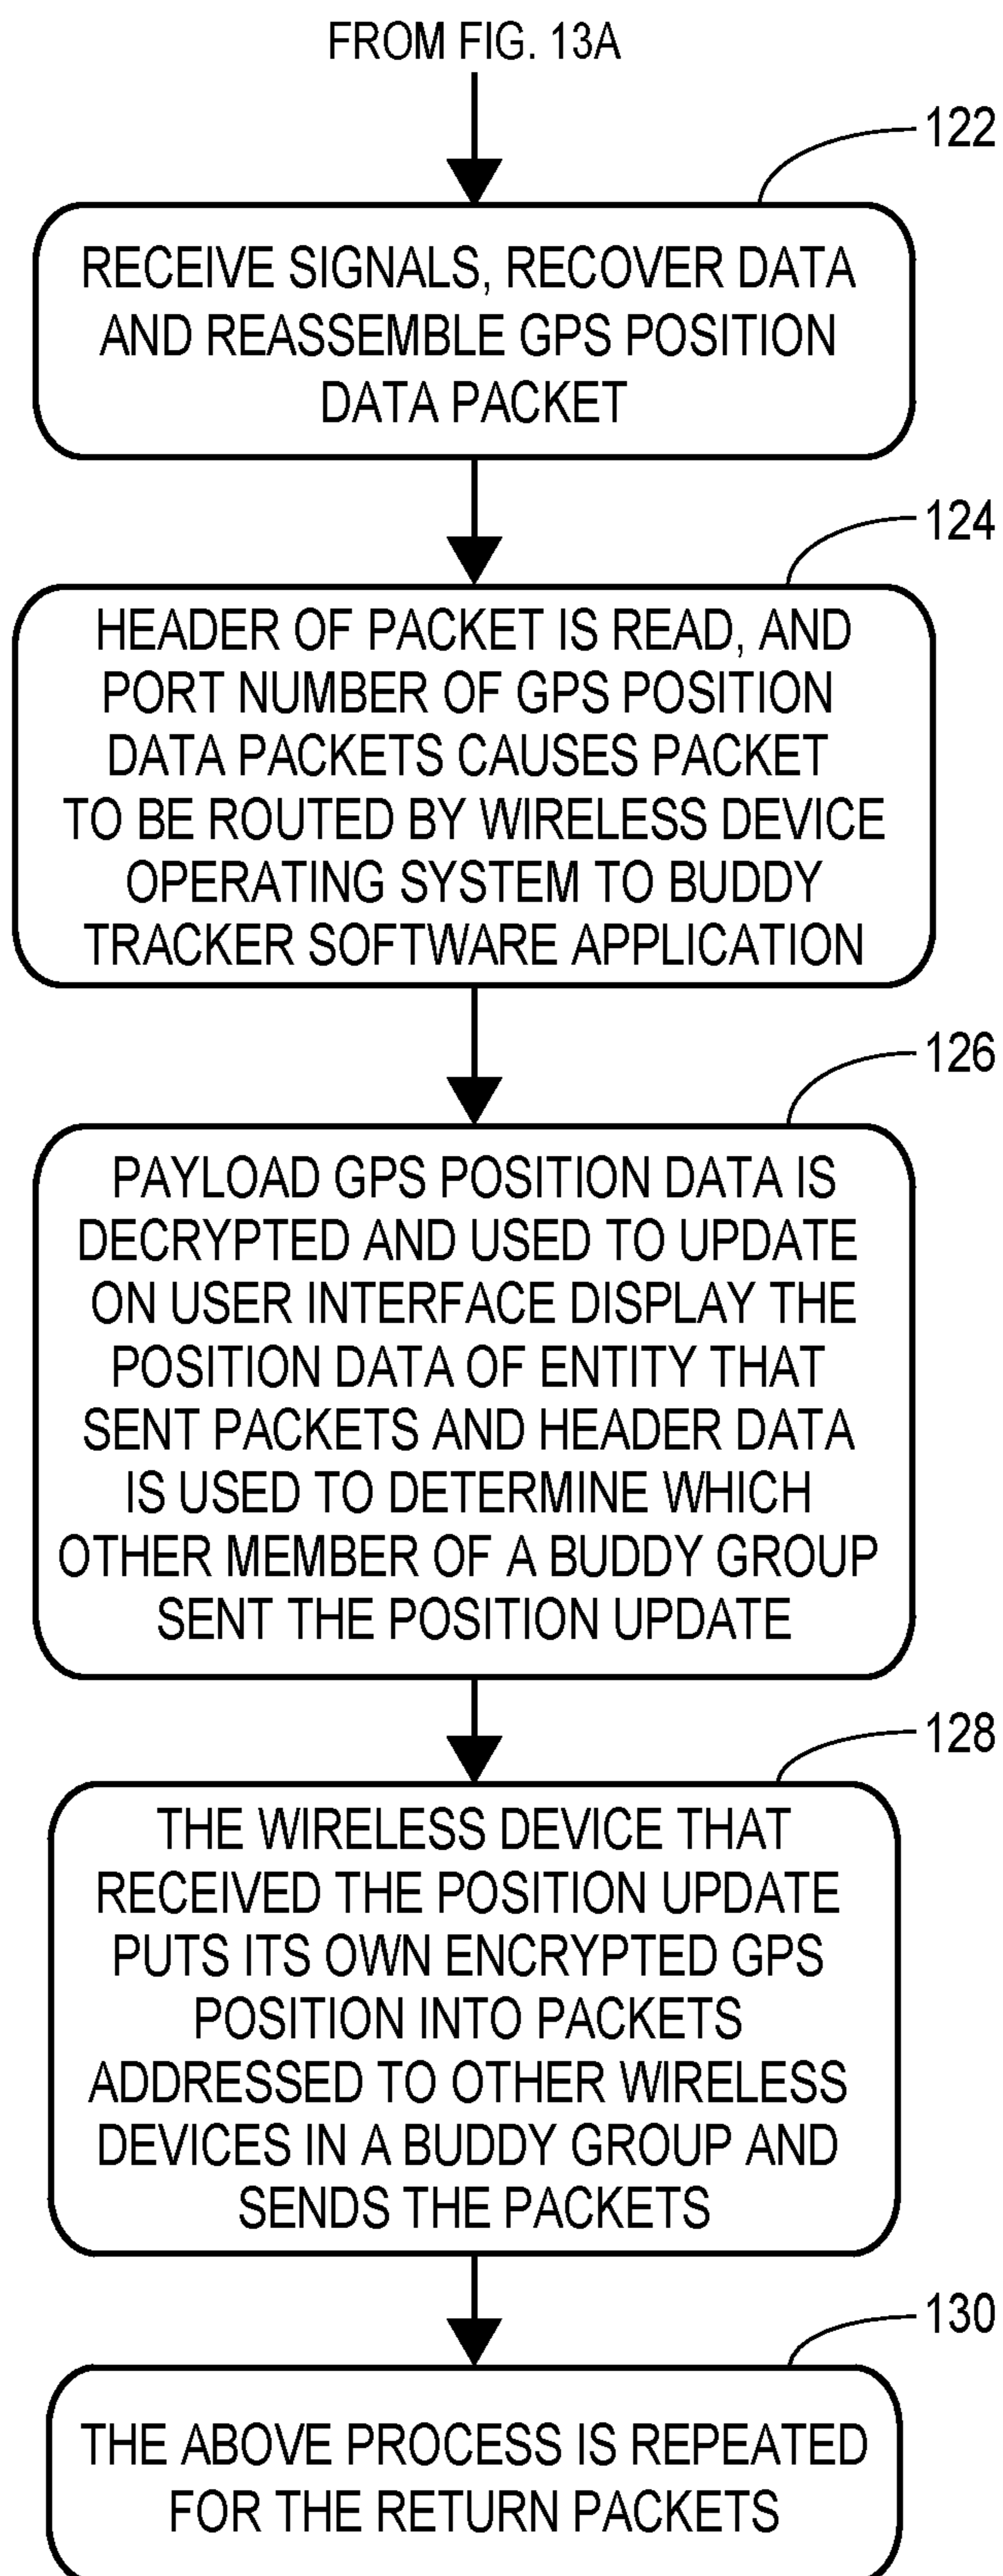 FROM FIG. 13A
122
RECEIVE SIGNALS, RECOVER DATA
AND REASSEMBLE GPS POSITION
DATA PACKET
124
HEADER OF PACKET IS READ, AND
PORT NUMBER OF GPS POSITION
DATA PACKETS CAUSES PACKET
TO BE ROUTED BY WIRELESS DEVICE
OPERATING SYSTEM TO BUDDY
TRACKER SOFTWARE APPLICATION
126
PAYLOAD GPS POSITION DATA IS
DECRYPTED AND USED TO UPDATE
ON USER INTERFACE DISPLAY THE
POSITION DATA OF ENTITY THAT
SENT PACKETS AND HEADER DATA
IS USED TO DETERMINE WHICH
OTHER MEMBER OF A BUDDY GROUP
SENT THE POSITION UPDATE
128
THE WIRELESS DEVICE THAT
RECEIVED THE POSITION UPDATE
PUTS ITS OWN ENCRYPTED GPS
POSITION INTO PACKETS
ADDRESSED TO OTHER WIRELESS
DEVICES IN A BUDDY GROUP AND
SENDS THE PACKETS
130
THE ABOVE PROCESS IS REPEATED
FOR THE RETURN PACKETS